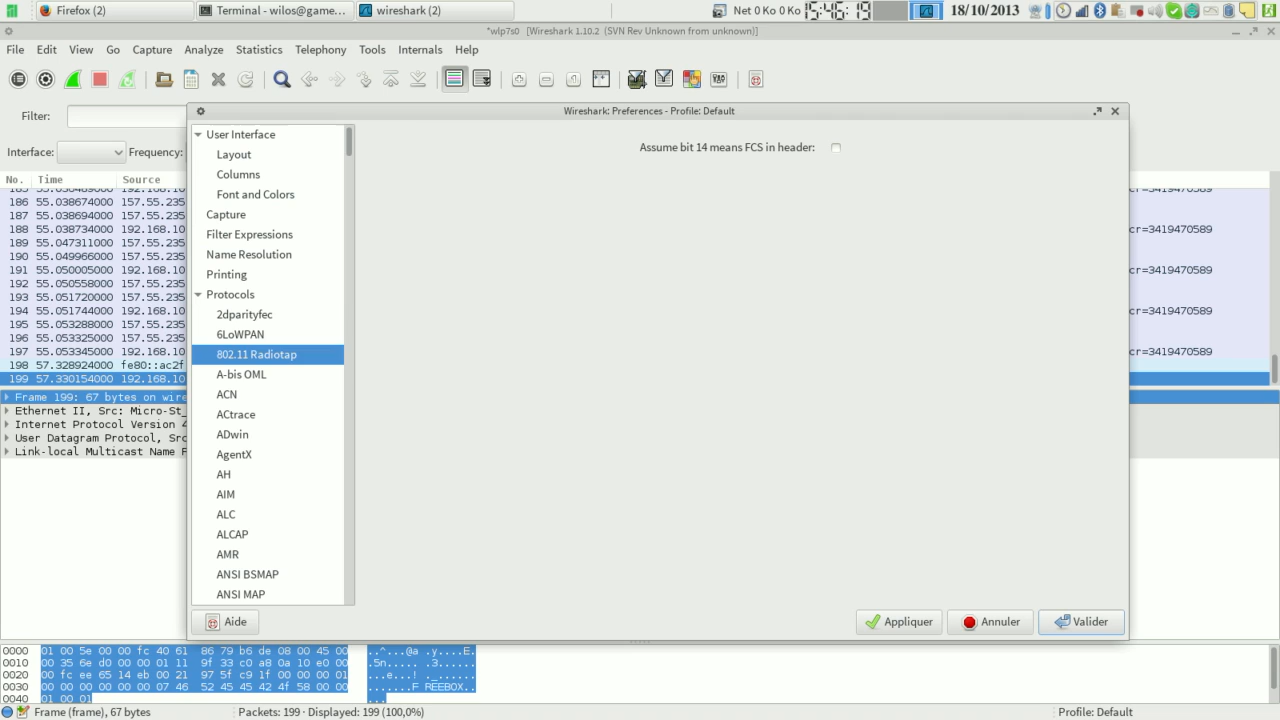 Firefox (2) Terminal - wilos@game... wireshark (2) Net 0 Ko 0 Ko 15:46:19 18/10/2013
*wlp7s0 [Wireshark 1.10.2 (SVN Rev Unknown from unknown)]
File Edit View Go Capture Analyze Statistics Telephony Tools Internals Help
Filter:
Interface: Frequency:
Wireshark: Preferences - Profile: Default
User Interface
Layout
Columns
Font and Colors
Capture
Filter Expressions
Name Resolution
Printing
Protocols
2dparityfec
6LoWPAN
802.11 Radiotap
A-bis OML
ACN
ACtrace
ADwin
AgentX
AH
AIM
ALC
ALCAP
AMR
ANSI BSMAP
ANSI MAP
Assume bit 14 means FCS in header:
Aide Appliquer Annuler Valider
No. Time Source
185 55.036489000 192.168.10
186 55.038674000 157.55.235
187 55.038694000 157.55.235
188 55.038734000 192.168.10 cr=3419470589
189 55.047311000 157.55.235
190 55.049966000 157.55.235
191 55.050005000 192.168.10 cr=3419470589
192 55.050558000 157.55.235
193 55.051720000 157.55.235
194 55.051744000 192.168.10 cr=3419470589
195 55.053288000 157.55.235
196 55.053325000 157.55.235
197 55.053345000 192.168.10 cr=3419470589
198 57.328924000 fe80::ac2f
199 57.330154000 192.168.10
Frame 199: 67 bytes on wire
Ethernet II, Src: Micro-St_
Internet Protocol Version 4
User Datagram Protocol, Src
Link-local Multicast Name R
0000 01 00 5e 00 00 fc 40 61 86 79 b6 de 08 00 45 00 ..^...@a .y....E.
0010 00 35 6e d0 00 00 01 11 9f 33 c0 a8 0a 10 e0 00 .5n..... .3......
0020 00 fc ee 65 14 eb 00 21 97 5f c9 1f 00 00 00 01 ...e...! ._......
0030 00 00 00 00 00 00 07 46 52 45 45 42 4f 58 00 00 .......F REEBOX..
0040 01 00 01 ...
Frame (frame), 67 bytes Packets: 199 · Displayed: 199 (100,0%) Profile: Default